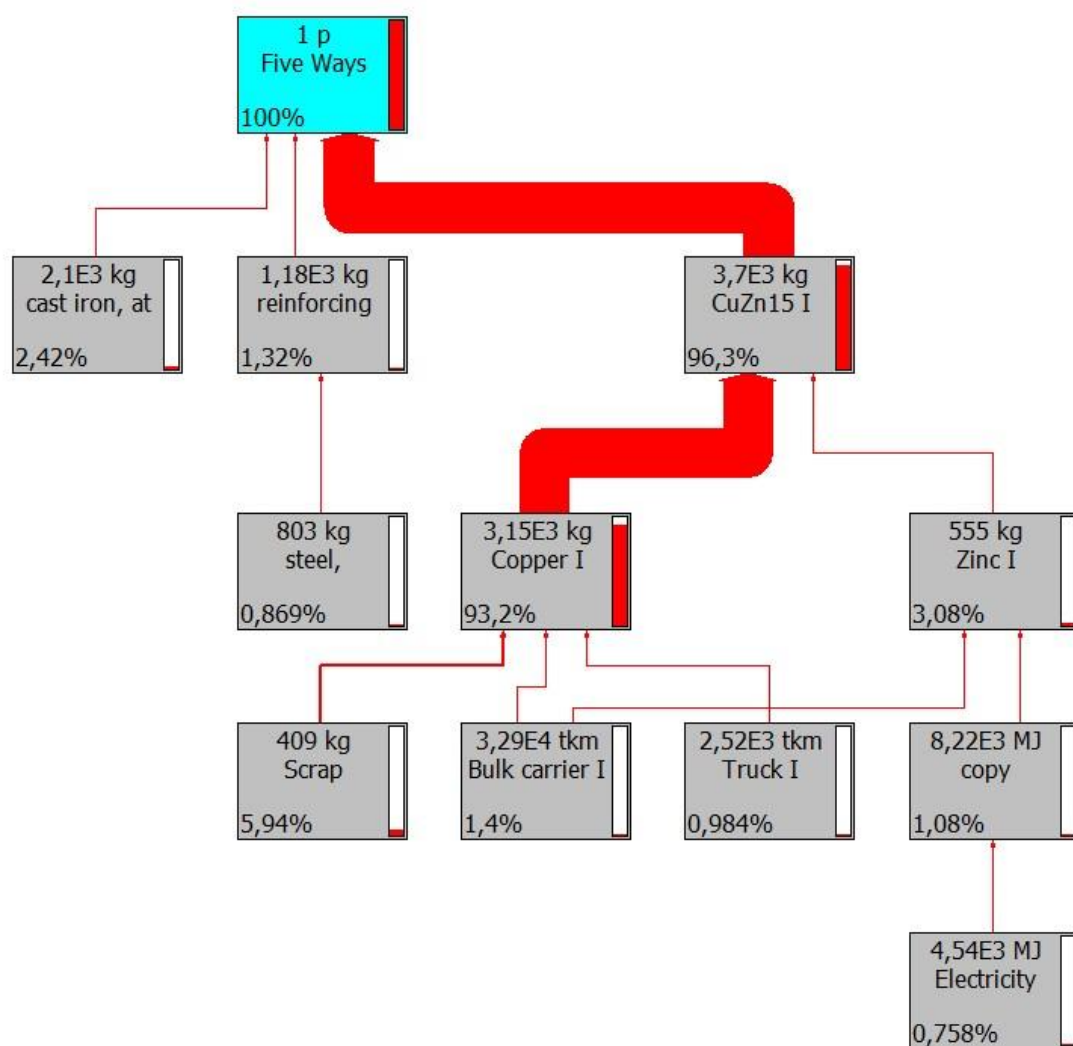 1 p
Five Ways
100%
2,1E3 kg
cast iron, at
2,42%
1,18E3 kg
reinforcing
1,32%
3,7E3 kg
CuZn15 I
96,3%
803 kg
steel,
0,869%
3,15E3 kg
Copper I
93,2%
555 kg
Zinc I
3,08%
409 kg
Scrap
5,94%
3,29E4 tkm
Bulk carrier I
1,4%
2,52E3 tkm
Truck I
0,984%
8,22E3 MJ
copy
1,08%
4,54E3 MJ
Electricity
0,758%